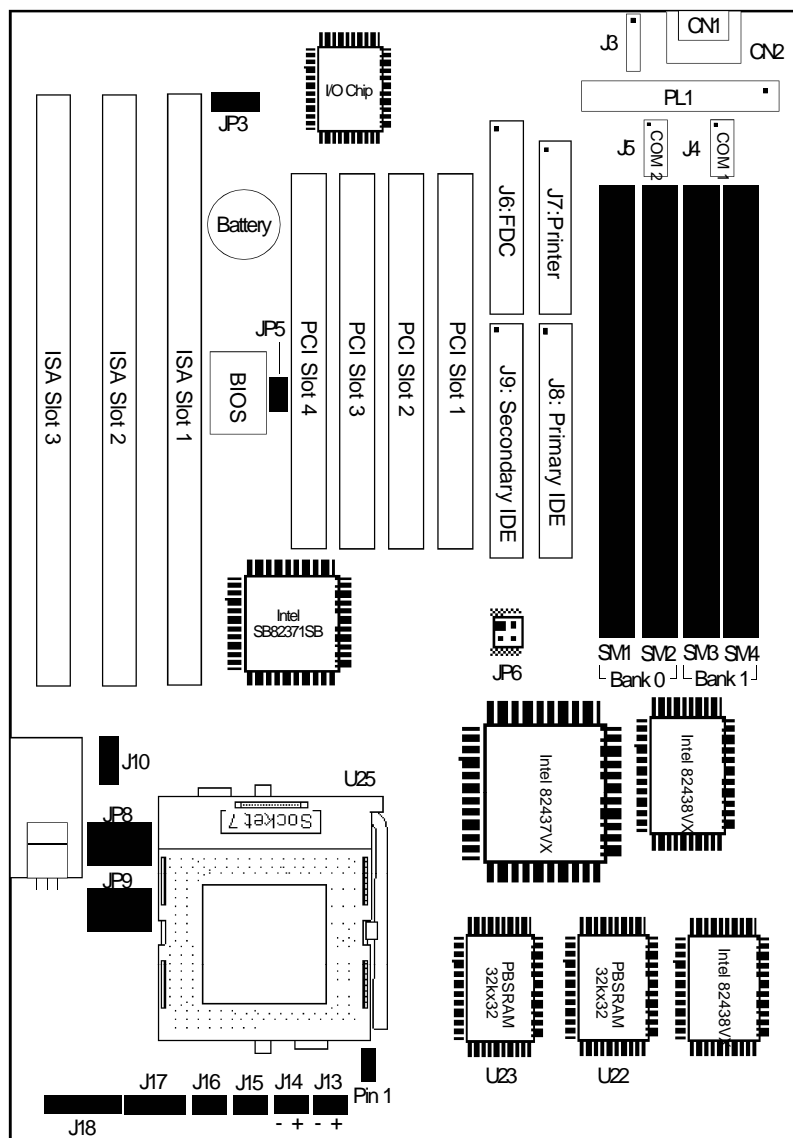 CN1
J3
CN2
I/O Chip
PL1
JP3
J5
COM 2
J4
COM 1
Battery
J6:FDC
J7:Printer
JP5
ISA Slot 3
ISA Slot 2
ISA Slot 1
BIOS
PCI Slot 4
PCI Slot 3
PCI Slot 2
PCI Slot 1
J9: Secondary IDE
J8: Primary IDE
Intel
SB82371SB
JP6
SM1 SM2 SM3 SM4
Bank 0 Bank 1
J10
U25
JP8
Socket 7
Intel 82437VX
Intel 82438VX
JP9
PBSRAM
32kx32
PBSRAM
32kx32
Intel 82438VX
U23
U22
Pin 1
J18
J17
J16
J15
J14
J13
- + - +